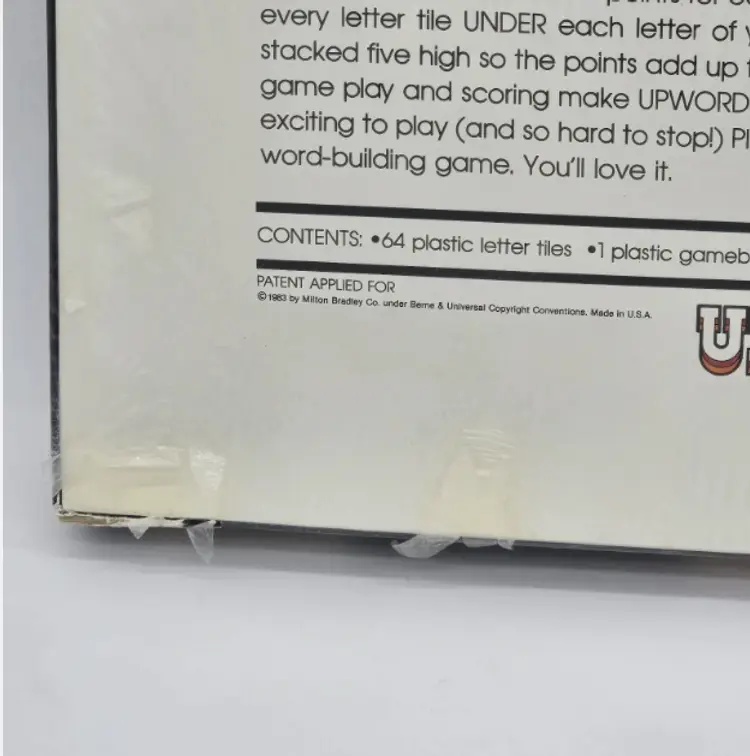 every letter tile UNDER each letter of
stacked five high so the points add up
game play and scoring make UPWORD
exciting to play (and so hard to stop!) Pl
word-building game. You'll love it.
CONTENTS: •64 plastic letter tiles •1 plastic gameb
PATENT APPLIED FOR
©1983 by Milton Bradley Co. under Berne & Universal Copyright Conventions. Made in U.S.A.
U